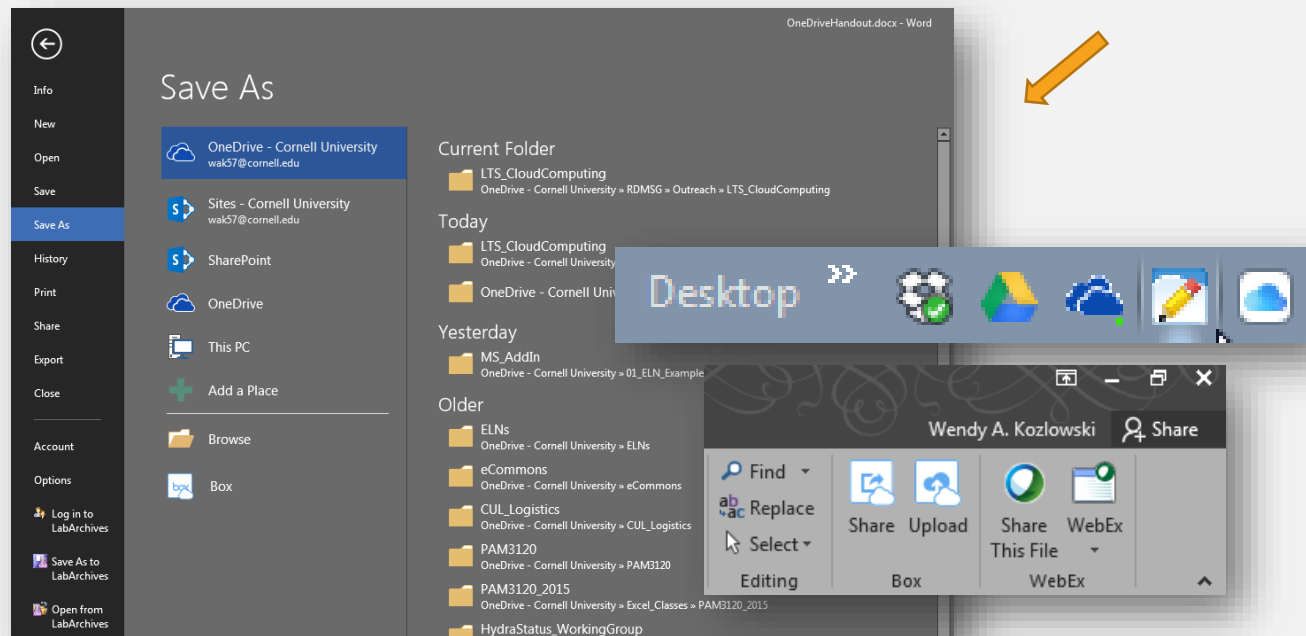 OneDriveHandout.docx - Word
Info
New
Open
Save
Save As
History
Print
Share
Export
Close
Account
Options
Log in to
LabArchives
Save As to
LabArchives
Open from
LabArchives
Save As
OneDrive - Cornell University
wak57@cornell.edu
Sites - Cornell University
wak57@cornell.edu
SharePoint
OneDrive
This PC
Add a Place
Browse
box
Box
Current Folder
LTS_CloudComputing
OneDrive - Cornell University » RDMSG » Outreach » LTS_CloudComputing
Today
LTS_CloudComputing
OneDrive - Cornell University
OneDrive - Cornell Uni
Yesterday
MS_AddIn
OneDrive - Cornell University » 01_ELN_Example
Older
ELNs
OneDrive - Cornell University » ELNs
eCommons
OneDrive - Cornell University » eCommons
CUL_Logistics
OneDrive - Cornell University » CUL_Logistics
PAM3120
OneDrive - Cornell University » PAM3120
PAM3120_2015
OneDrive - Cornell University » Excel_Classes » PAM3120_2015
HydraStatus_WorkingGroup
Desktop »
Wendy A. Kozlowski Share
Find
Replace
Select
Editing
Share Upload
Box
Share
This File
WebEx
WebEx